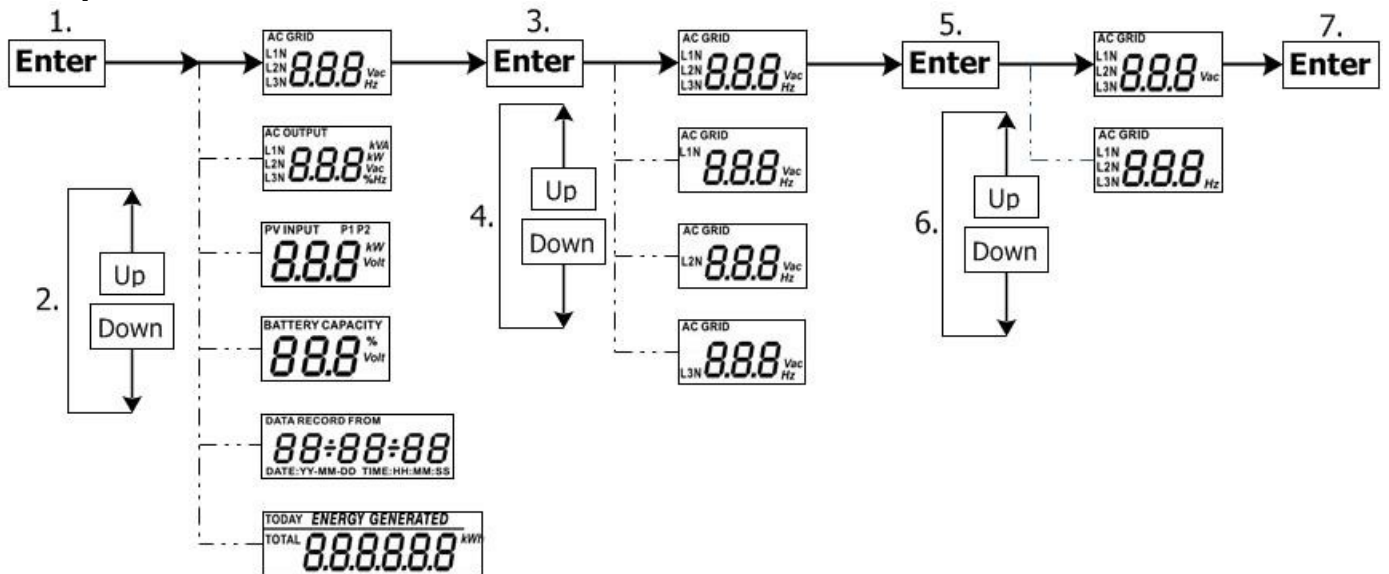 1.
Enter
AC GRID
L1N
L2N
L3N
8.8.8
Vac
Hz
AC OUTPUT
L1N
L2N
L3N
8.8.8
kVA
kW
Vac
%Hz
PV INPUT P1 P2
8.8.8
kW
Volt
BATTERY CAPACITY
8.8.8
%
Volt
DATA RECORD FROM
88:88:88
DATE:YY-MM-DD TIME:HH:MM:SS
TODAY ENERGY GENERATED
TOTAL 8.8.8.8.8.8 kWh
2.
Up
Down
3.
Enter
AC GRID
L1N
L2N
L3N
8.8.8
Vac
Hz
AC GRID
L1N
8.8.8
Vac
Hz
AC GRID
L2N
8.8.8
Vac
Hz
AC GRID
L3N
8.8.8
Vac
Hz
4.
Up
Down
5.
Enter
AC GRID
L1N
L2N
L3N
8.8.8
Vac
AC GRID
L1N
L2N
L3N
8.8.8
Hz
6.
Up
Down
7.
Enter